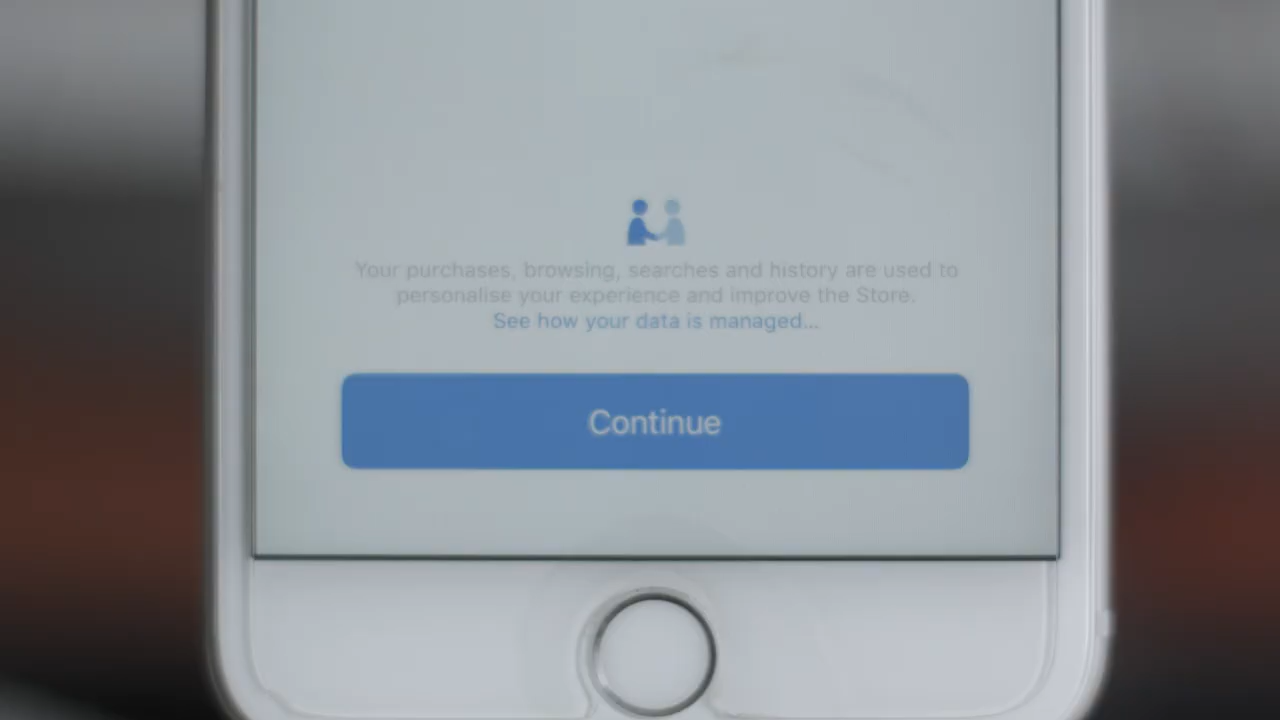 Your purchases, browsing, searches and history are used to
personalise your experience and improve the Store.
See how your data is managed...
Continue